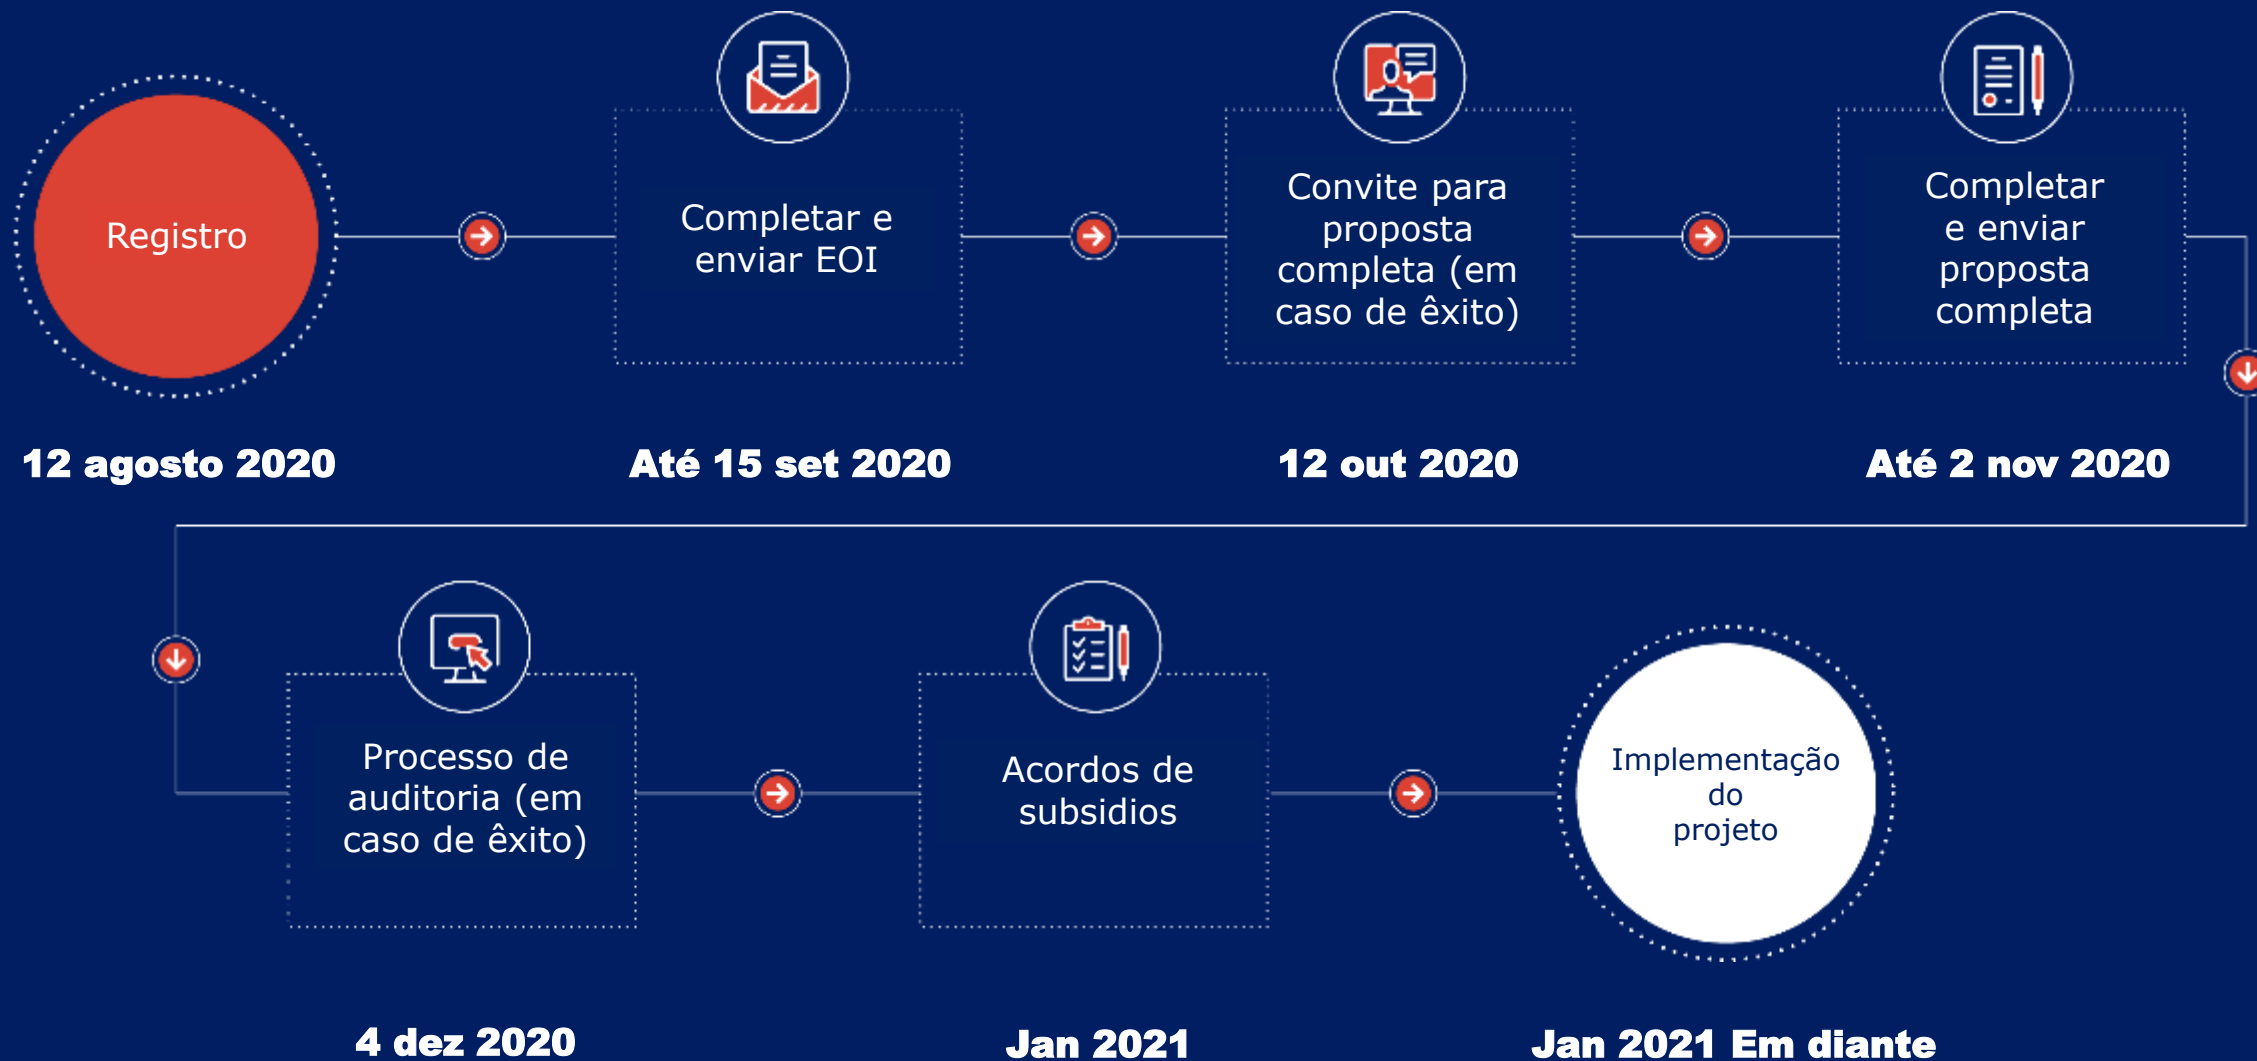 Registro
Completar e
enviar EOI
Convite para
proposta
completa (em
caso de êxito)
Completar
e enviar
proposta
completa
12 agosto 2020
Até 15 set 2020
12 out 2020
Até 2 nov 2020
Processo de
auditoria (em
caso de êxito)
Acordos de
subsidios
Implementação
do
projeto
4 dez 2020
Jan 2021
Jan 2021 Em diante